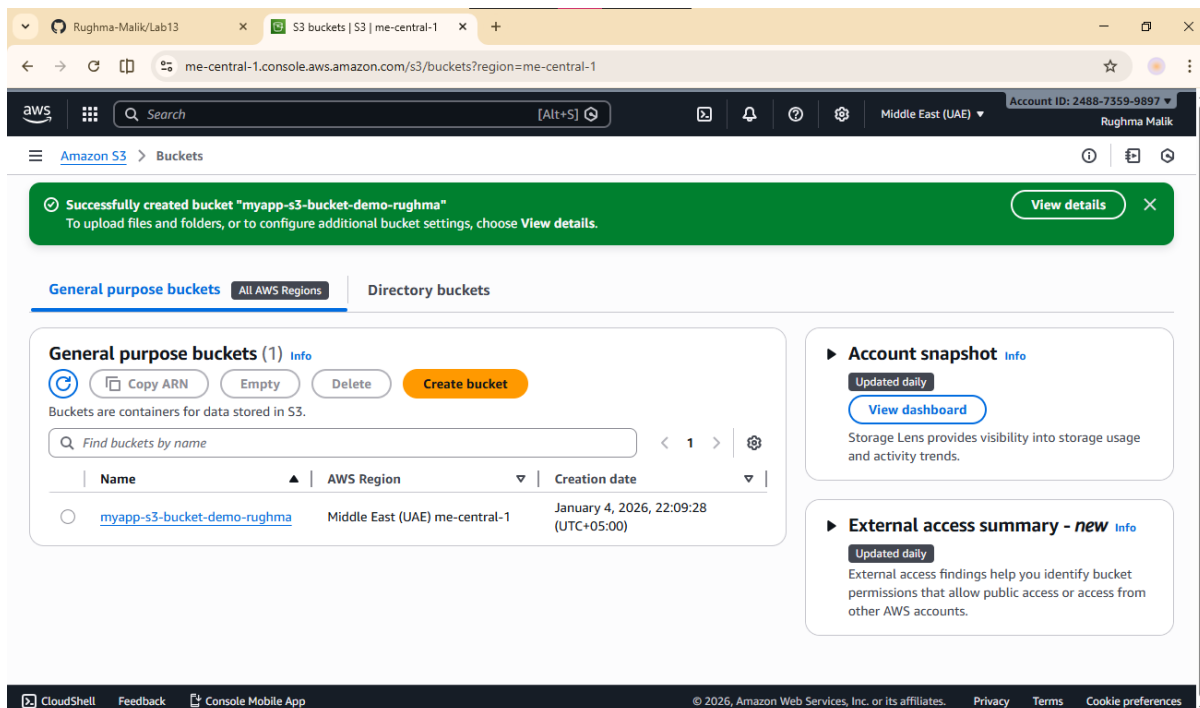 Rughma-Malik/Lab13
S3 buckets | S3 | me-central-1
me-central-1.console.aws.amazon.com/s3/buckets?region=me-central-1
aws
Search
[Alt+S]
Middle East (UAE)
Account ID: 2488-7359-9897
Rughma Malik
Amazon S3 > Buckets
Successfully created bucket "myapp-s3-bucket-demo-rughma"
To upload files and folders, or to configure additional bucket settings, choose View details.
View details
General purpose buckets All AWS Regions
Directory buckets
General purpose buckets (1) Info
Copy ARN
Empty
Delete
Create bucket
Buckets are containers for data stored in S3.
Find buckets by name
1
Name
AWS Region
Creation date
myapp-s3-bucket-demo-rughma
Middle East (UAE) me-central-1
January 4, 2026, 22:09:28
(UTC+05:00)
Account snapshot Info
Updated daily
View dashboard
Storage Lens provides visibility into storage usage
and activity trends.
External access summary - new Info
Updated daily
External access findings help you identify bucket
permissions that allow public access or access from
other AWS accounts.
CloudShell
Feedback
Console Mobile App
© 2026, Amazon Web Services, Inc. or its affiliates.
Privacy
Terms
Cookie preferences